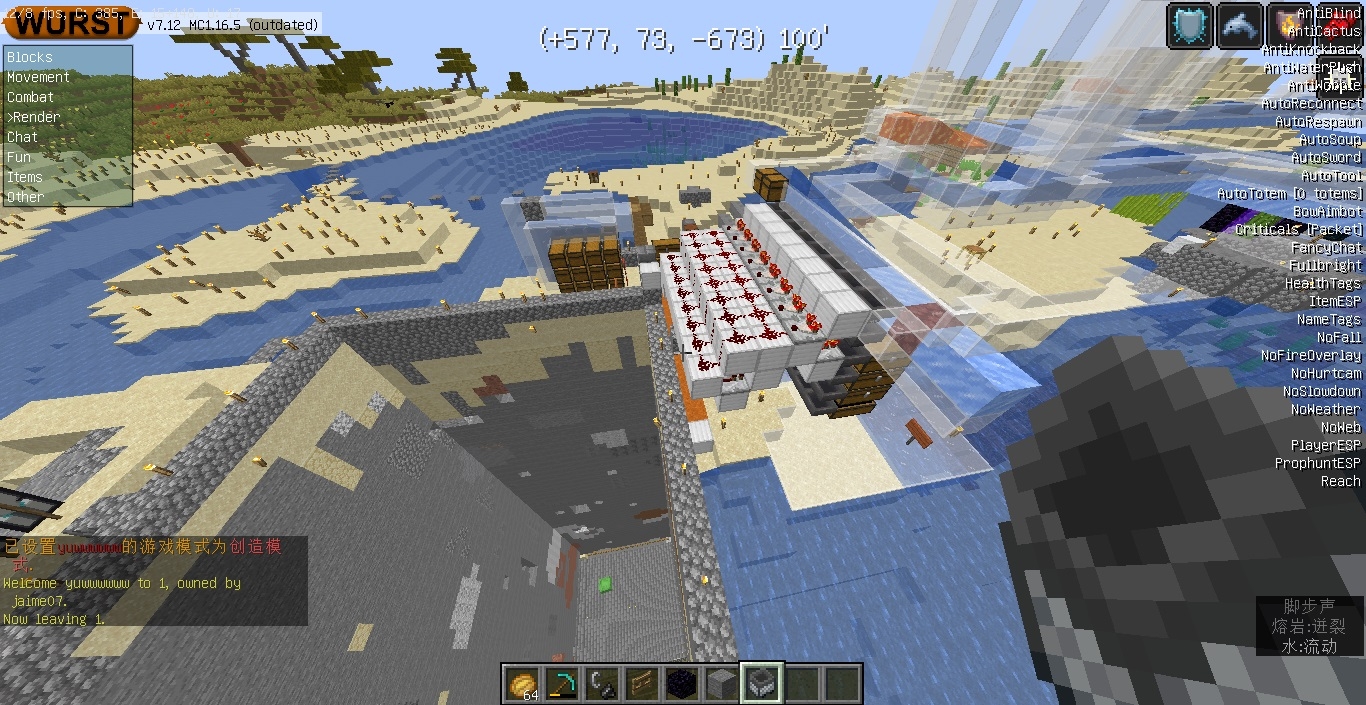 WURST
v7.12 MC1.16.5 (outdated)
Blocks
Movement
Combat
>Render
Chat
Fun
Items
Other
(+577, 73, -673) 100'
AntiBlind
AntiCactus
AntiKnockback
AntiWaterPush
AntiWobble
AutoReconnect
AutoRespawn
AutoSoup
AutoSword
AutoTool
AutoTotem [0 totems]
BowAimbot
Criticals [Packet]
FancyChat
Fullbright
HealthTags
ItemESP
NameTags
NoFall
NoFireOverlay
NoHurtcam
NoSlowdown
NoWeather
NoWeb
PlayerESP
ProphuntESP
Reach
已设置yuwwwwww的游戏模式为创造模
式.
Welcome yuwwwwww to 1, owned by
jaime07.
Now leaving 1.
脚步声
熔岩:迸裂
水:流动
64